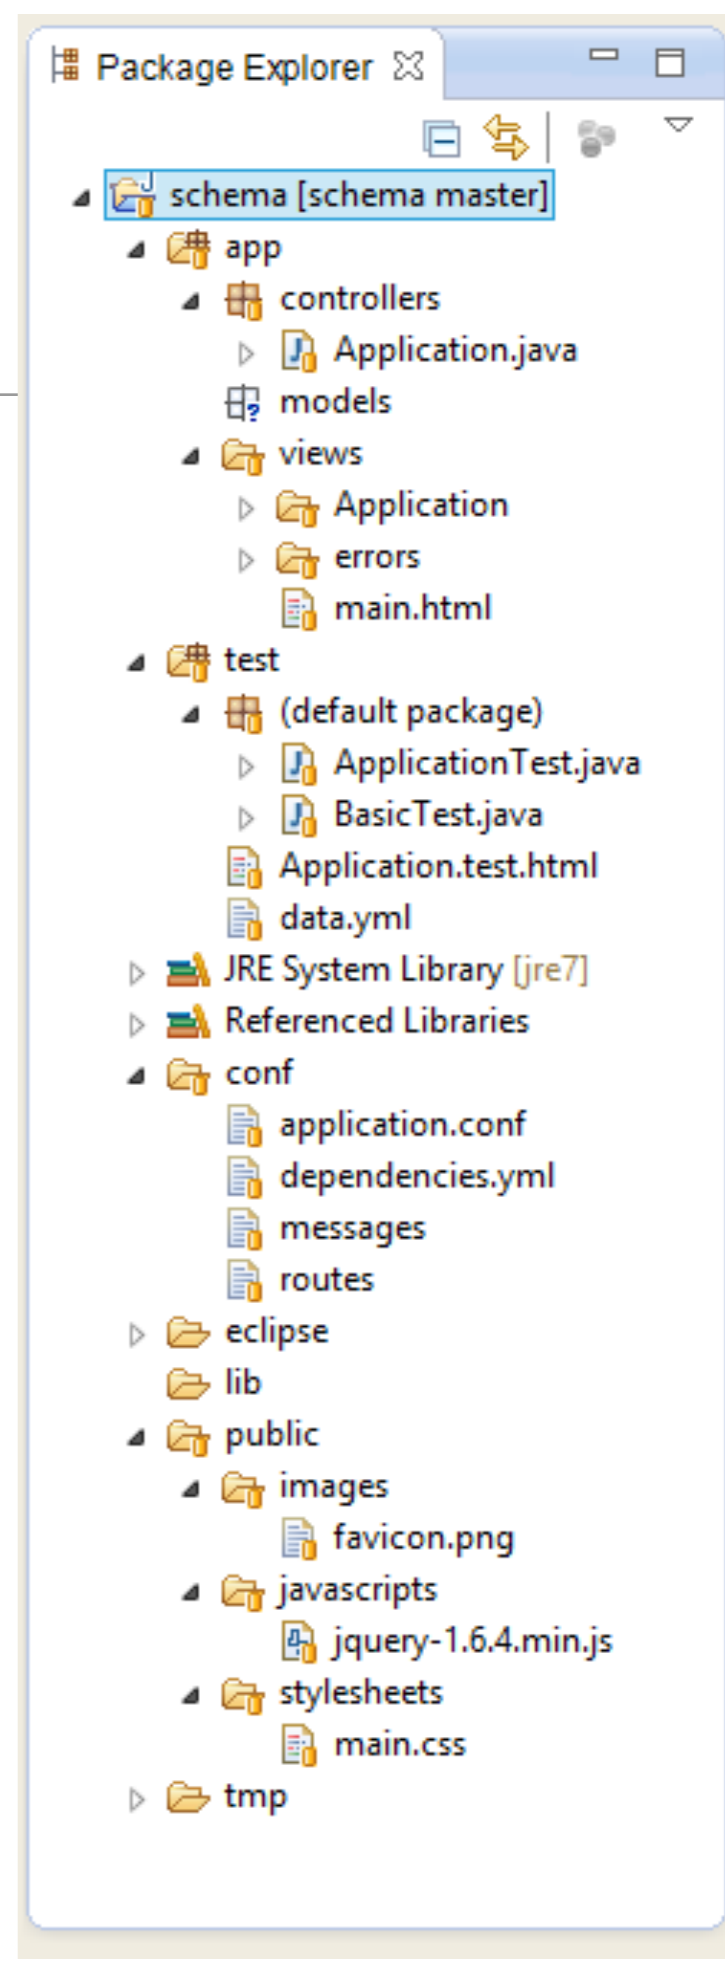 Package Explorer
schema [schema master]
app
controllers
Application.java
models
views
Application
errors
main.html
test
(default package)
ApplicationTest.java
BasicTest.java
Application.test.html
data.yml
JRE System Library [jre7]
Referenced Libraries
conf
application.conf
dependencies.yml
messages
routes
eclipse
lib
public
images
favicon.png
javascripts
jquery-1.6.4.min.js
stylesheets
main.css
tmp